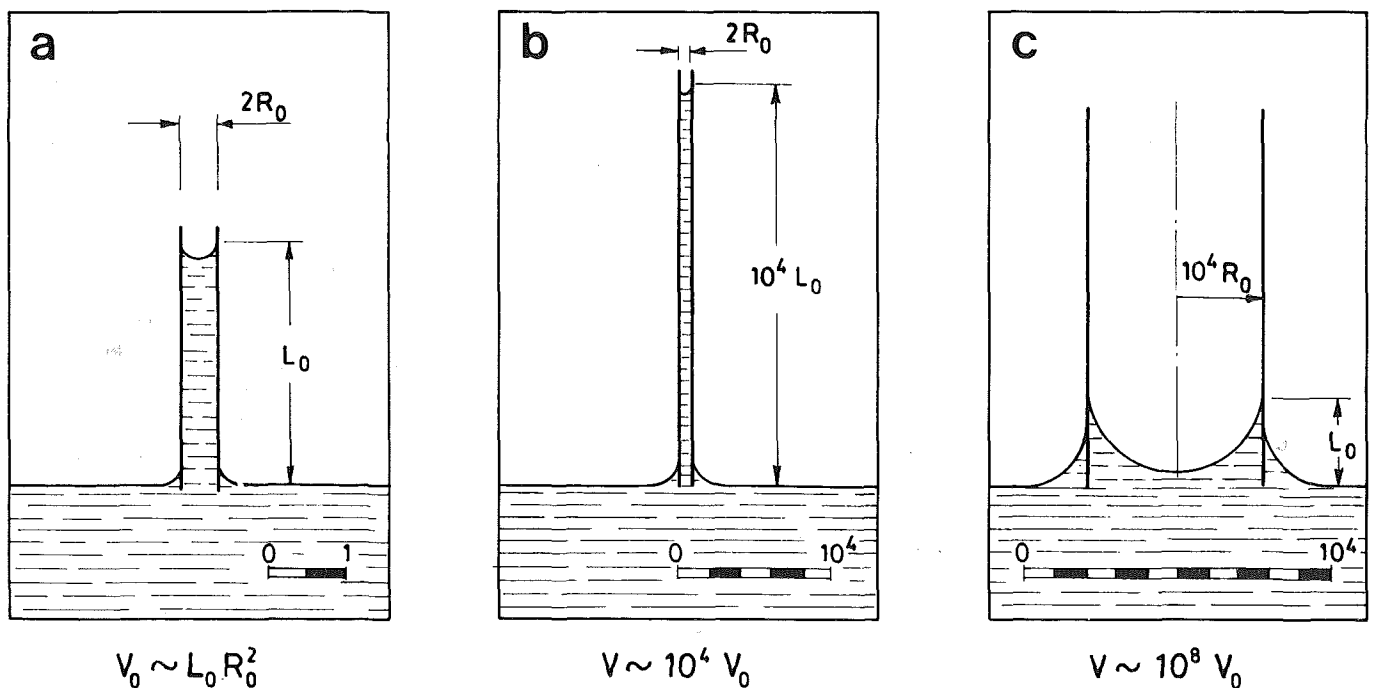 a
2R₀
L₀
0 1
V₀ ~ L₀ R₀²
b
2R₀
10⁴ L₀
0 10⁴
V ~ 10⁴ V₀
c
10⁴ R₀
L₀
0 10⁴
V ~ 10⁸ V₀